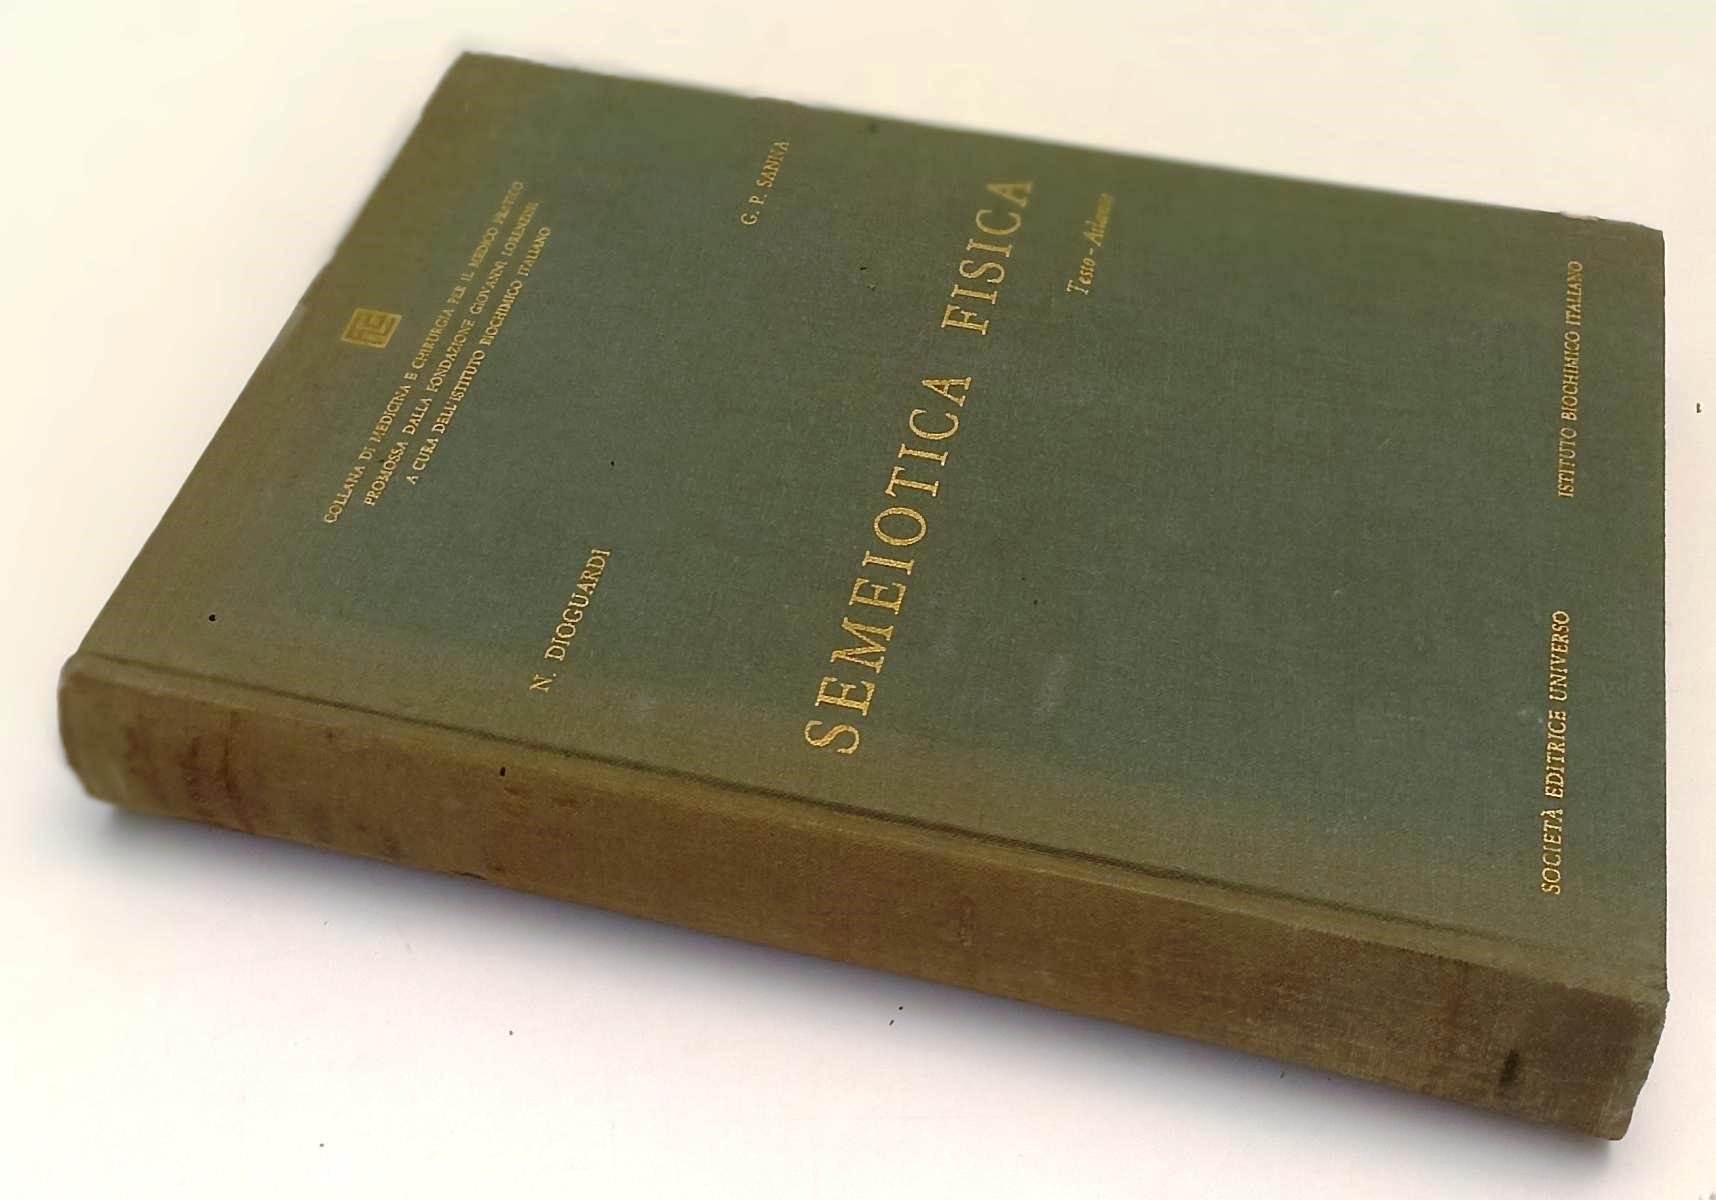 COLLANA DI MEDICINA E CHIRURGIA PER IL MEDICO PRATICO
PROMOSSA DALLA FONDAZIONE GIOVANNI LORENZINI
A CURA DELL'ISTITUTO BIOCHIMICO ITALIANO
N. DIOGUARDI
G. P. SANNA
SEMEIOTICA FISICA
Testo - Atlante
SOCIETÀ EDITRICE UNIVERSO
ISTITUTO BIOCHIMICO ITALIANO